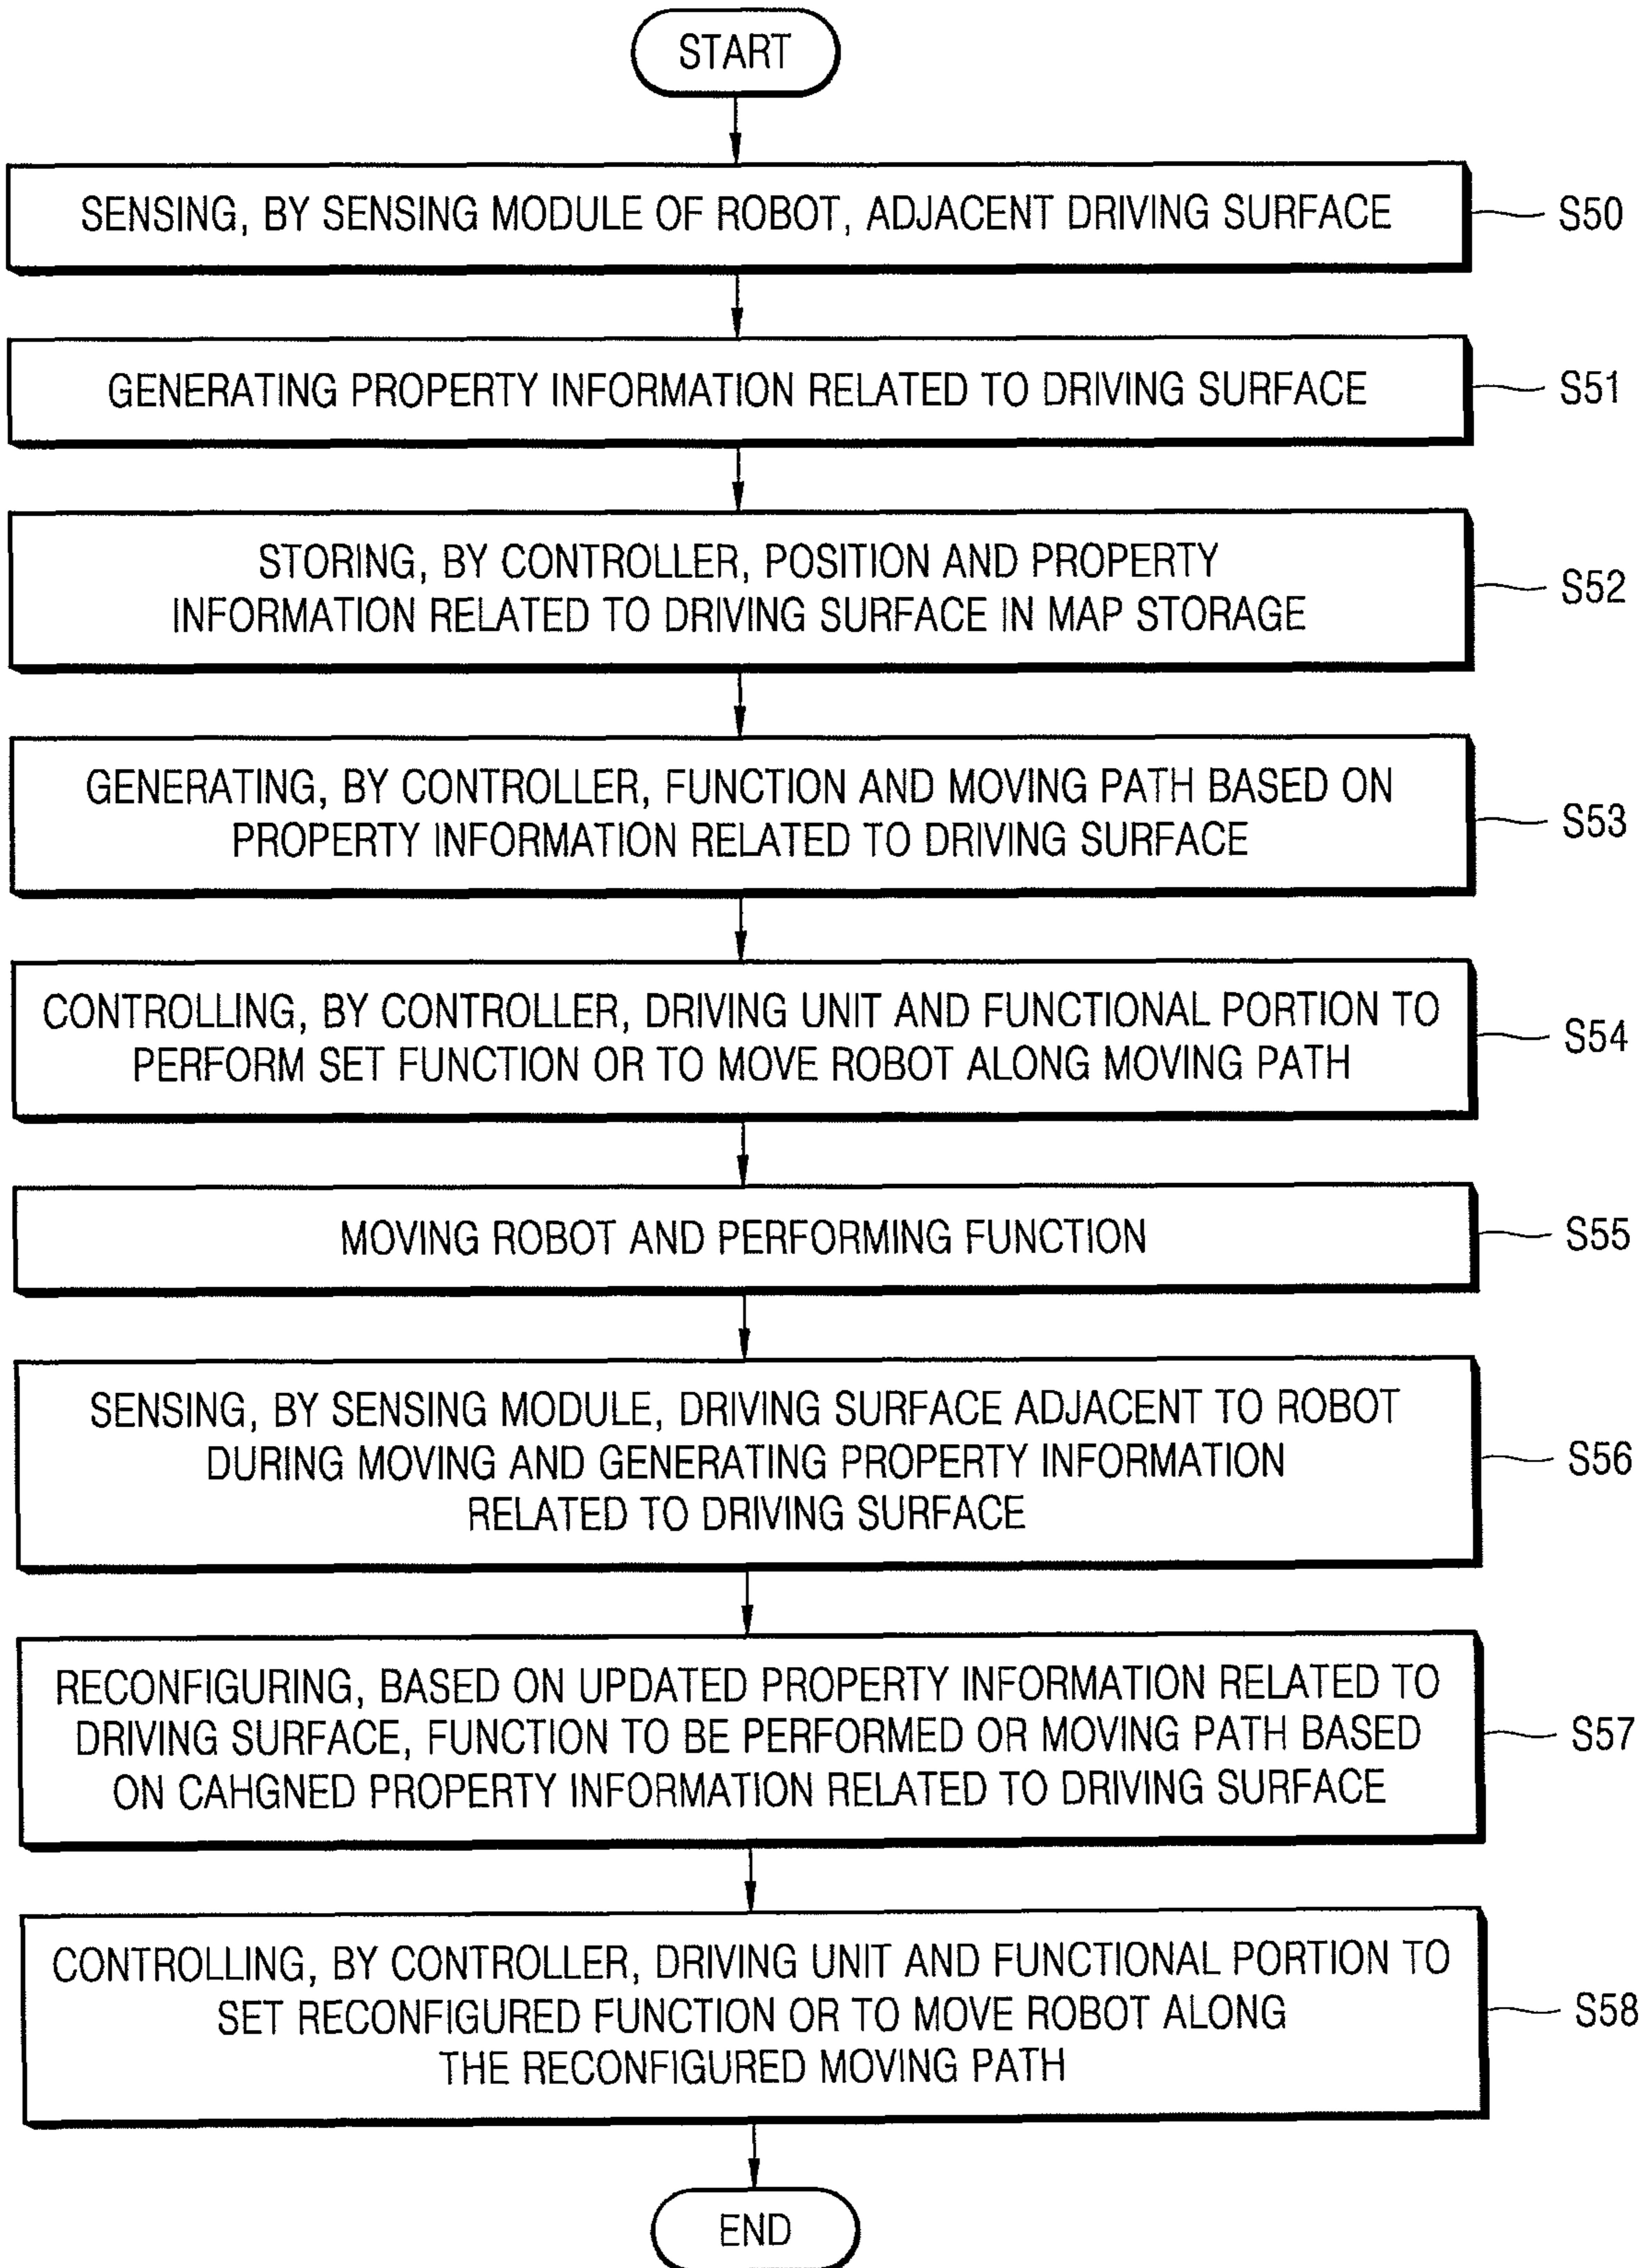 START
SENSING, BY SENSING MODULE OF ROBOT, ADJACENT DRIVING SURFACE
S50
GENERATING PROPERTY INFORMATION RELATED TO DRIVING SURFACE
S51
STORING, BY CONTROLLER, POSITION AND PROPERTY
INFORMATION RELATED TO DRIVING SURFACE IN MAP STORAGE
S52
GENERATING, BY CONTROLLER, FUNCTION AND MOVING PATH BASED ON
PROPERTY INFORMATION RELATED TO DRIVING SURFACE
S53
CONTROLLING, BY CONTROLLER, DRIVING UNIT AND FUNCTIONAL PORTION TO
PERFORM SET FUNCTION OR TO MOVE ROBOT ALONG MOVING PATH
S54
MOVING ROBOT AND PERFORMING FUNCTION
S55
SENSING, BY SENSING MODULE, DRIVING SURFACE ADJACENT TO ROBOT
DURING MOVING AND GENERATING PROPERTY INFORMATION
RELATED TO DRIVING SURFACE
S56
RECONFIGURING, BASED ON UPDATED PROPERTY INFORMATION RELATED TO
DRIVING SURFACE, FUNCTION TO BE PERFORMED OR MOVING PATH BASED
ON CAHGNED PROPERTY INFORMATION RELATED TO DRIVING SURFACE
S57
CONTROLLING, BY CONTROLLER, DRIVING UNIT AND FUNCTIONAL PORTION TO
SET RECONFIGURED FUNCTION OR TO MOVE ROBOT ALONG
THE RECONFIGURED MOVING PATH
S58
END